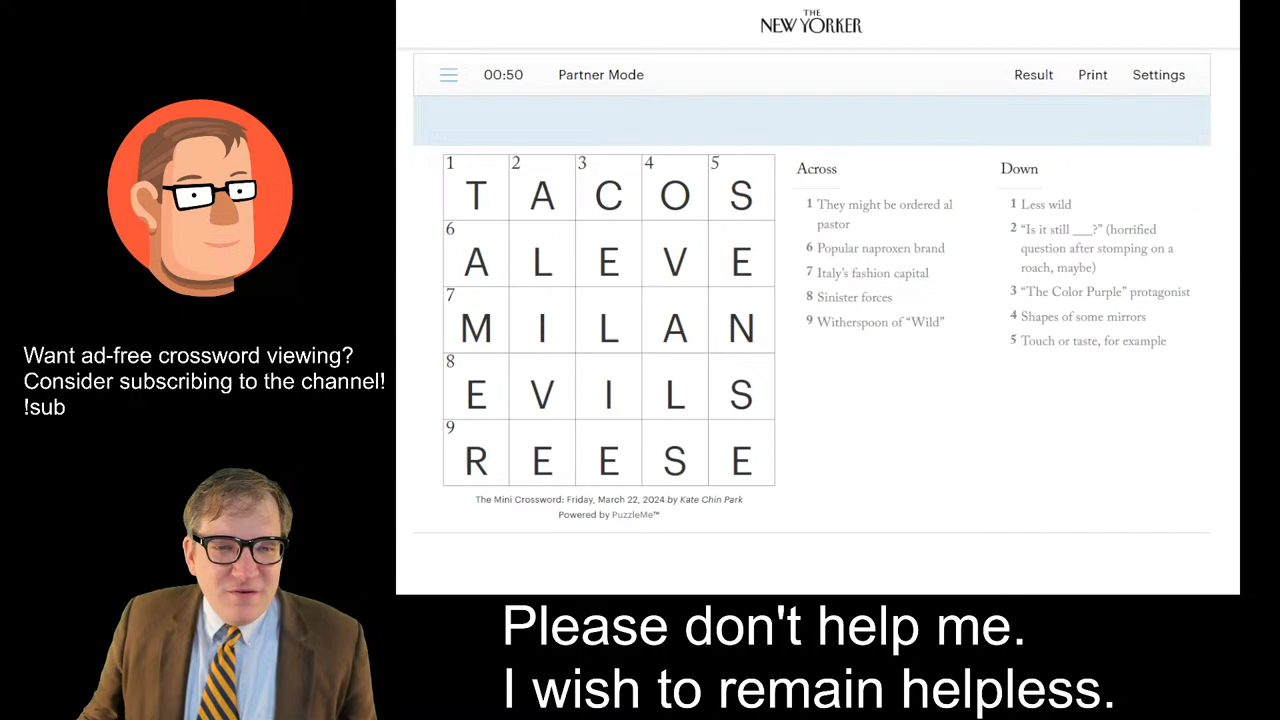 THE
NEW YORKER
00:50 Partner Mode Result Print Settings
1 2 3 4 5
T A C O S
6
A L E V E
7
M I L A N
8
E V I L S
9
R E E S E
The Mini Crossword: Friday, March 22, 2024 by Kate Chin Park
Powered by PuzzleMe™
Across
1 They might be ordered al
pastor
6 Popular naproxen brand
7 Italy’s fashion capital
8 Sinister forces
9 Witherspoon of “Wild”
Down
1 Less wild
2 “Is it still ___?” (horrified
question after stomping on a
roach, maybe)
3 “The Color Purple” protagonist
4 Shapes of some mirrors
5 Touch or taste, for example
Want ad-free crossword viewing?
Consider subscribing to the channel!
!sub
Please don't help me.
I wish to remain helpless.